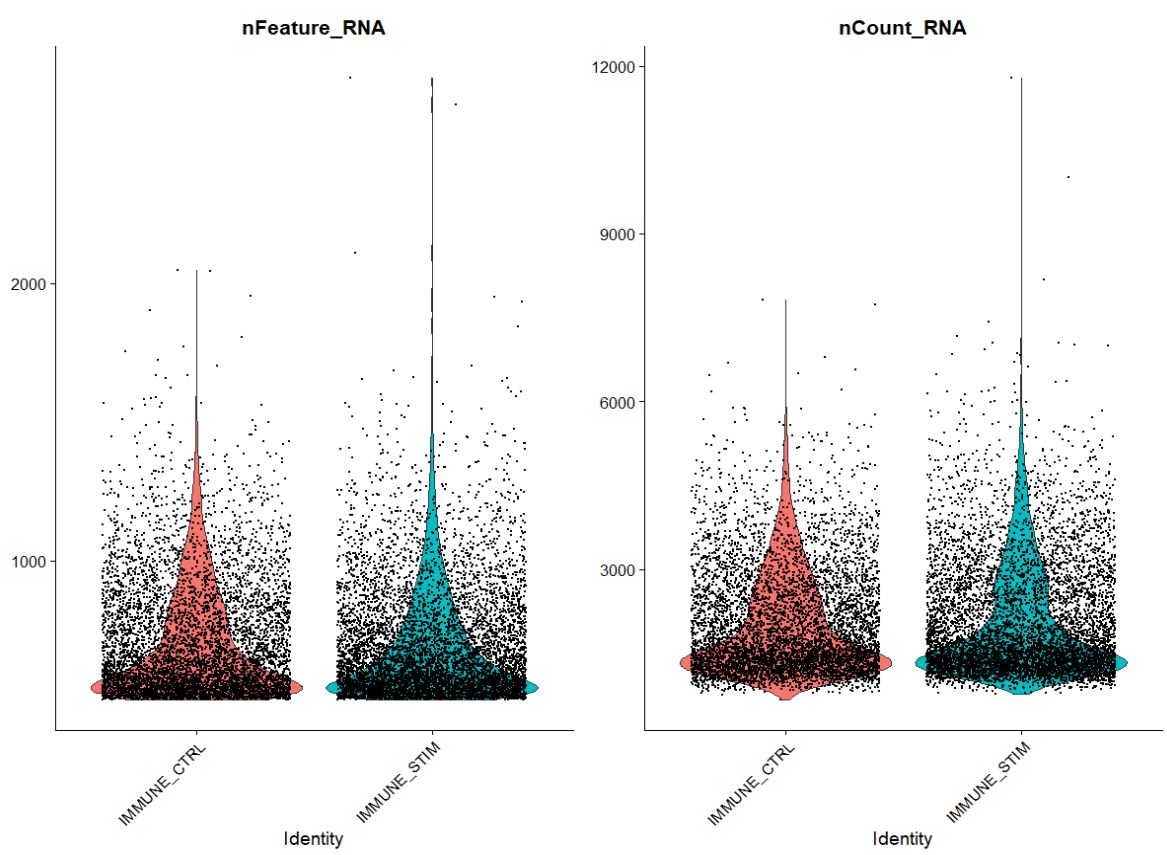 nFeature_RNA
2000
1000
IMMUNE_CTRL
IMMUNE_STIM
Identity
nCount_RNA
12000
9000
6000
3000
IMMUNE_CTRL
IMMUNE_STIM
Identity